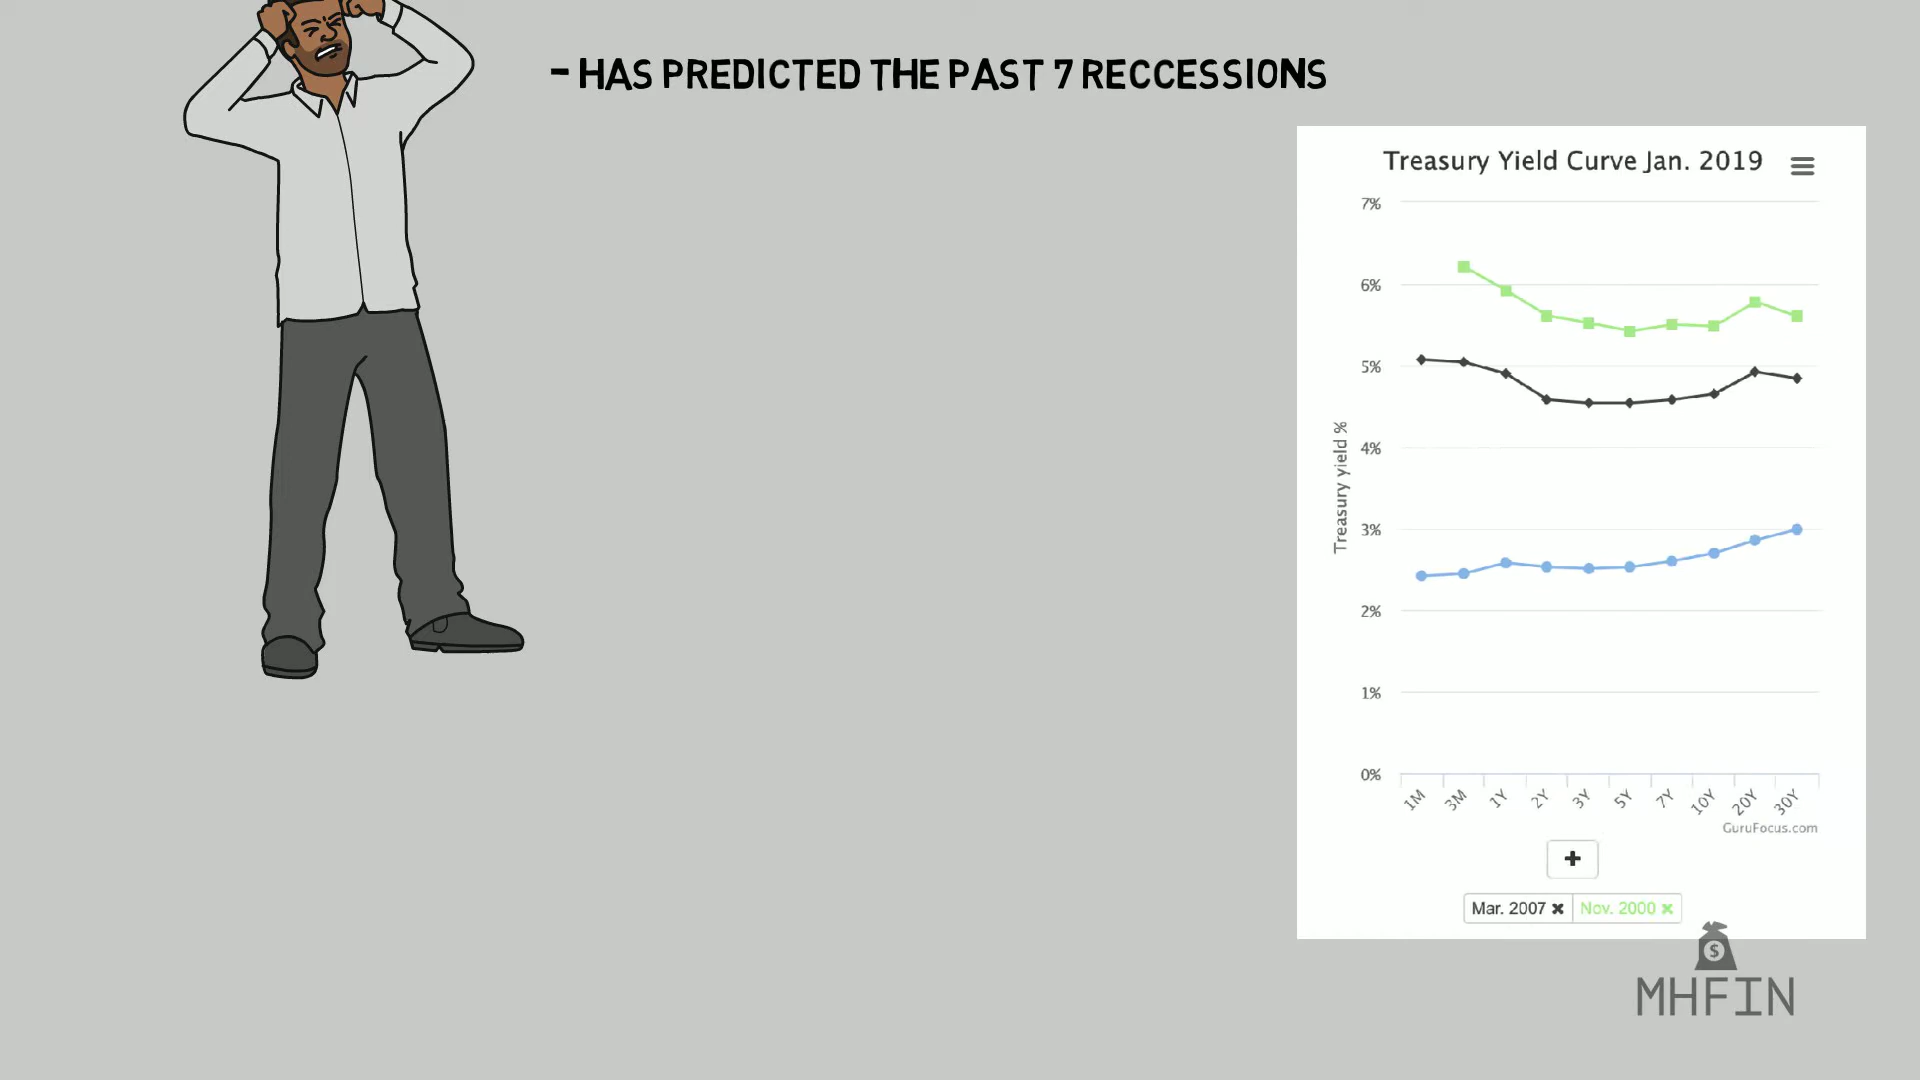 - HAS PREDICTED THE PAST 7 RECCESSIONS
Treasury Yield Curve Jan. 2019
7%
6%
5%
4%
3%
2%
1%
0%
Treasury yield %
1M 3M 1Y 2Y 3Y 5Y 7Y 10Y 20Y 30Y
GuruFocus.com
+
Mar. 2007 × Nov. 2000 ×
$
MHFIN